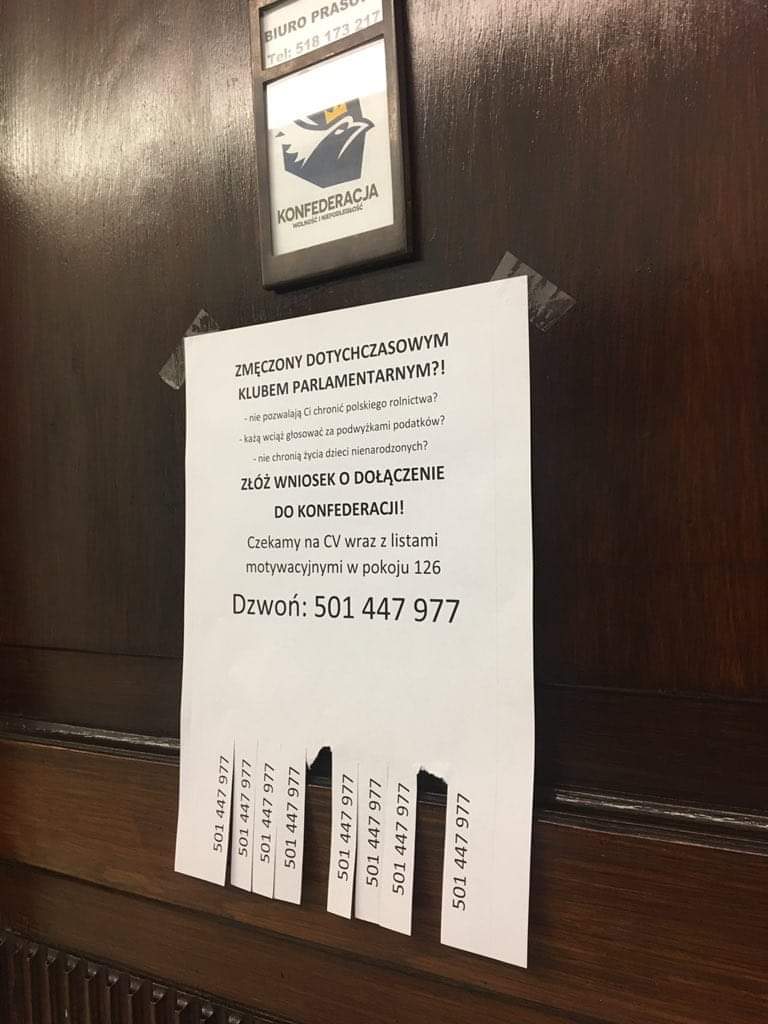 BIURO PRASOW
Tel: 518 173 217
KONFEDERACJA
WOLNOŚĆ I NIEPODLEGŁOŚĆ
ZMĘCZONY DOTYCHCZASOWYM
KLUBEM PARLAMENTARNYM?!
- nie pozwalają Ci chronić polskiego rolnictwa?
- każą wciąż głosować za podwyżkami podatków?
- nie chronią życia dzieci nienarodzonych?
ZŁÓŻ WNIOSEK O DOŁĄCZENIE
DO KONFEDERACJI!
Czekamy na CV wraz z listami
motywacyjnymi w pokoju 126
Dzwoń: 501 447 977
501 447 977
501 447 977
501 447 977
501 447 977
501 447 977
501 447 977
501 447 977
501 447 977